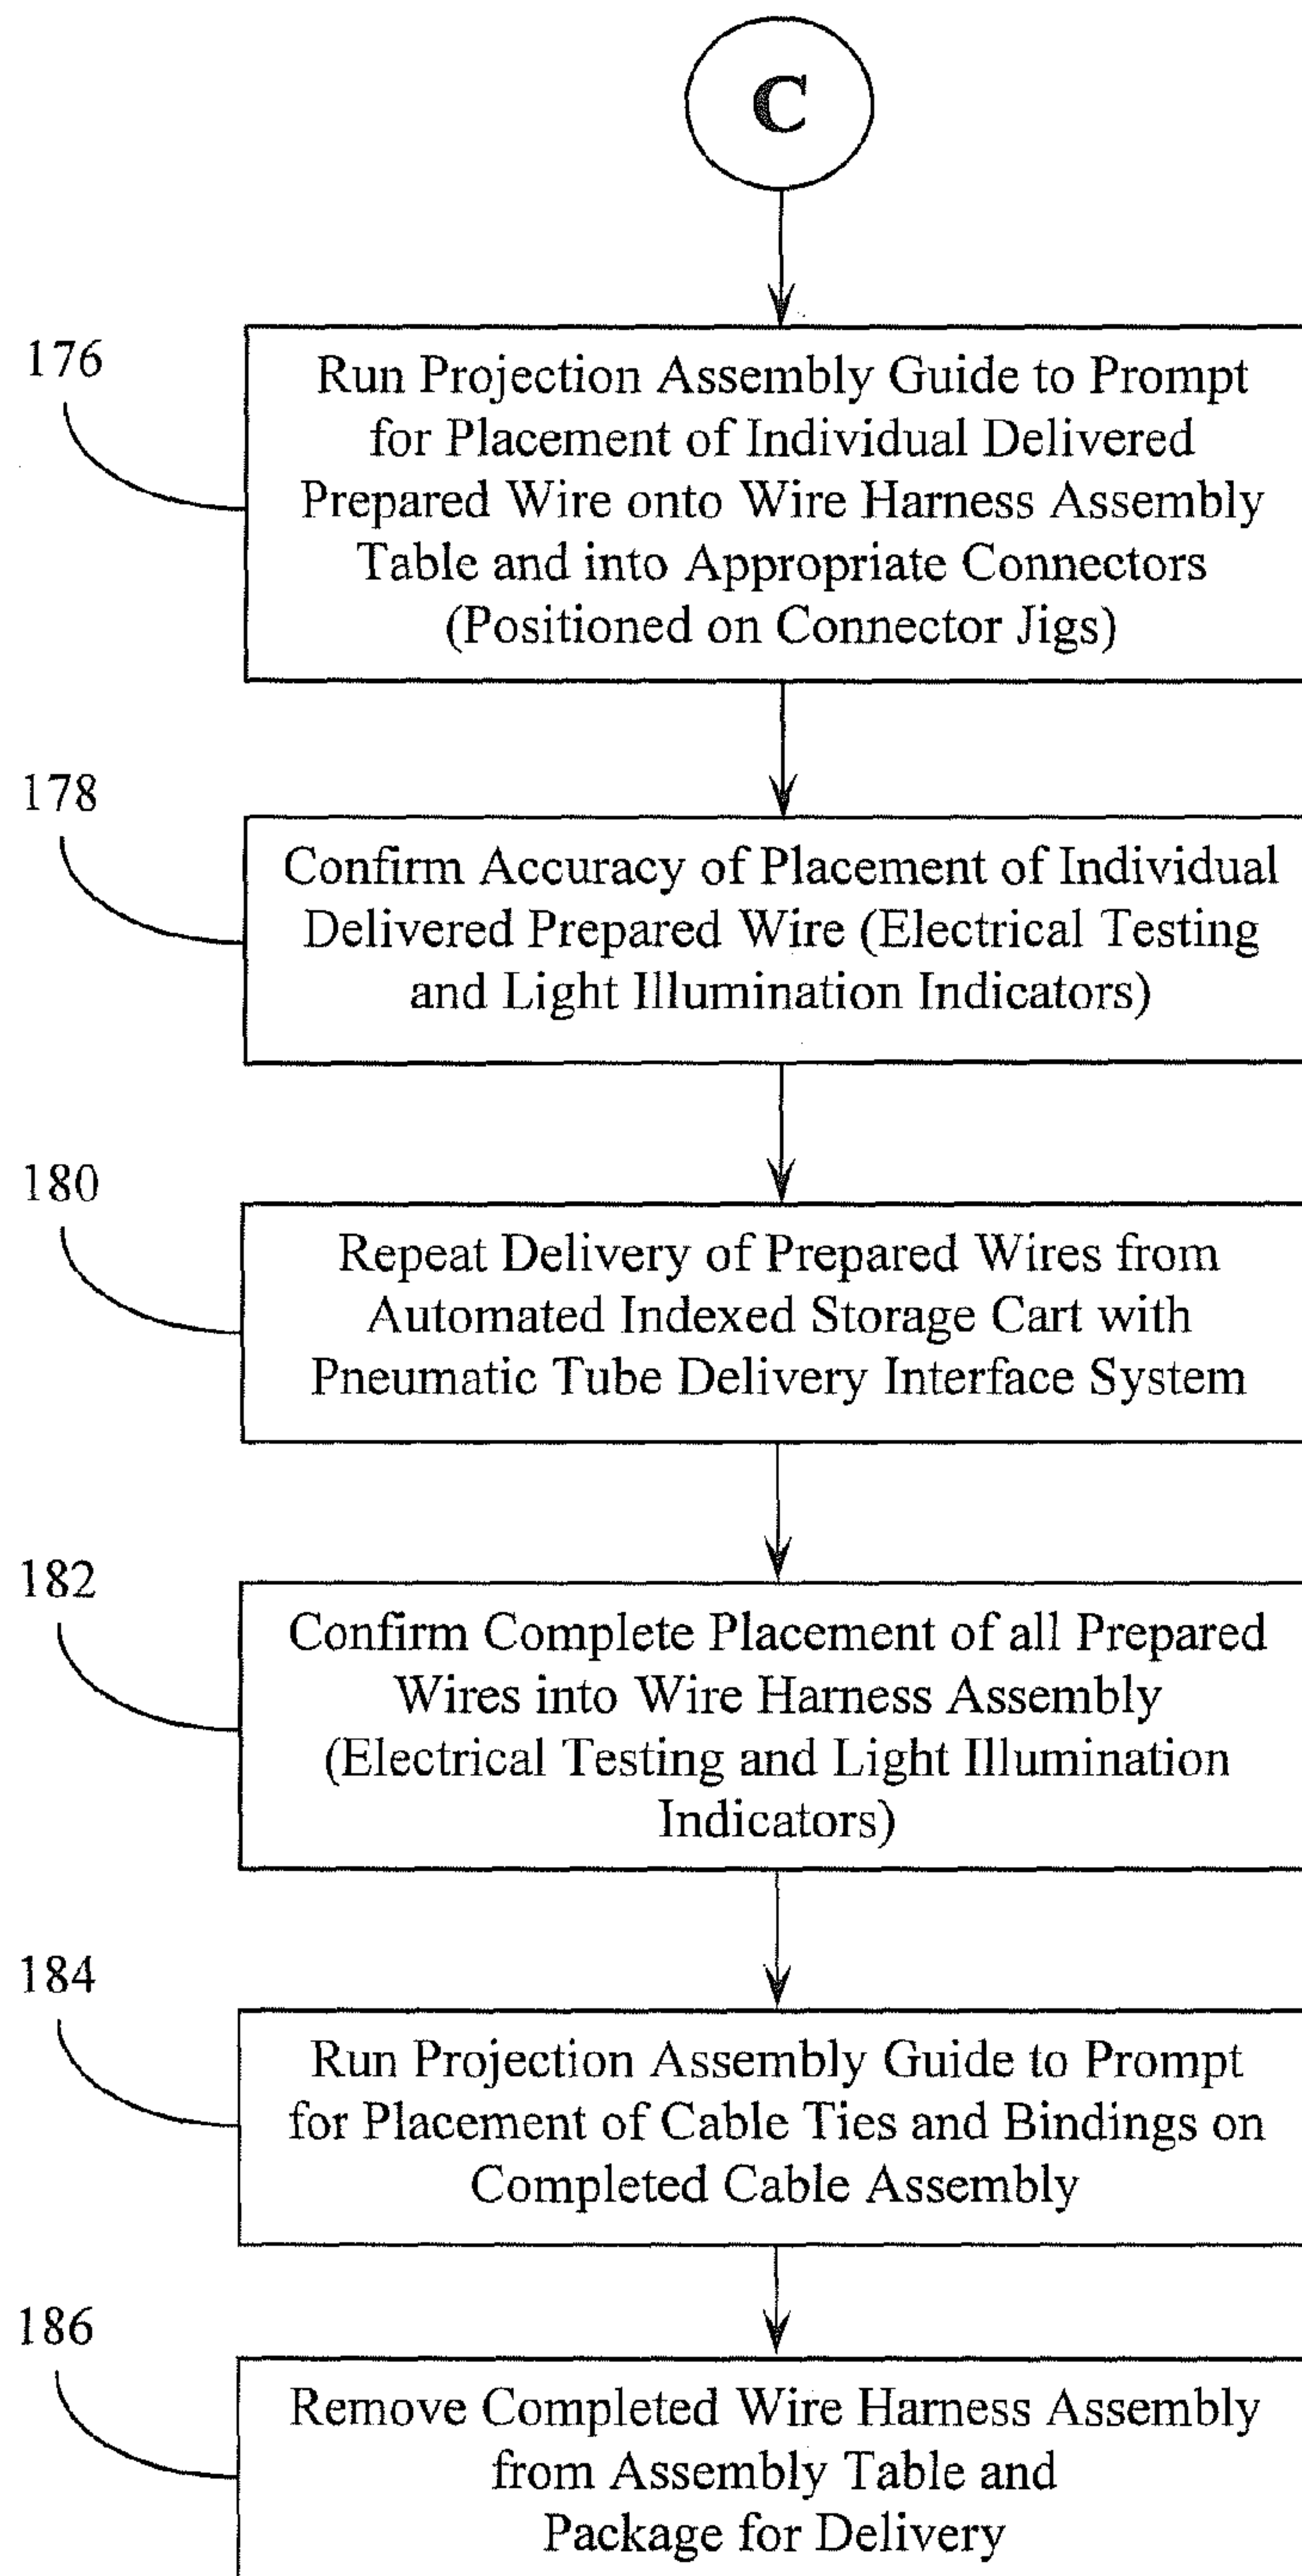 C
176
Run Projection Assembly Guide to Prompt
for Placement of Individual Delivered
Prepared Wire onto Wire Harness Assembly
Table and into Appropriate Connectors
(Positioned on Connector Jigs)
178
Confirm Accuracy of Placement of Individual
Delivered Prepared Wire (Electrical Testing
and Light Illumination Indicators)
180
Repeat Delivery of Prepared Wires from
Automated Indexed Storage Cart with
Pneumatic Tube Delivery Interface System
182
Confirm Complete Placement of all Prepared
Wires into Wire Harness Assembly
(Electrical Testing and Light Illumination
Indicators)
184
Run Projection Assembly Guide to Prompt
for Placement of Cable Ties and Bindings on
Completed Cable Assembly
186
Remove Completed Wire Harness Assembly
from Assembly Table and
Package for Delivery